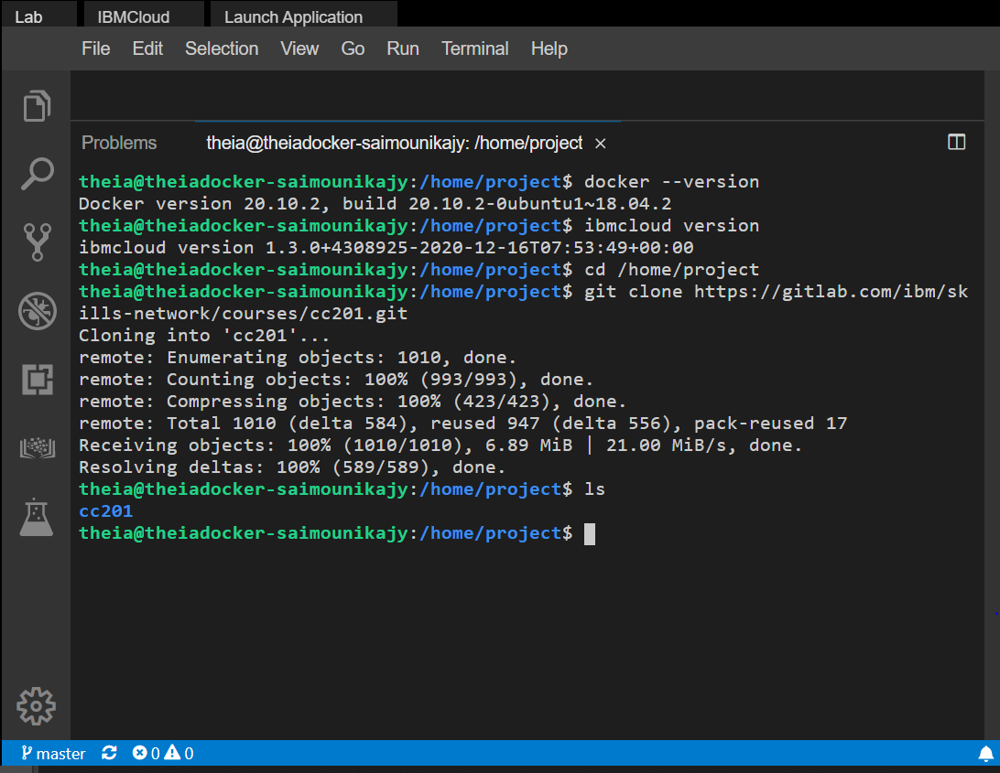 Lab IBMCloud Launch Application
File Edit Selection View Go Run Terminal Help
Problems theia@theiadocker-saimounikajy: /home/project ×
theia@theiadocker-saimounikajy:/home/project$ docker --version
Docker version 20.10.2, build 20.10.2-0ubuntu1~18.04.2
theia@theiadocker-saimounikajy:/home/project$ ibmcloud version
ibmcloud version 1.3.0+4308925-2020-12-16T07:53:49+00:00
theia@theiadocker-saimounikajy:/home/project$ cd /home/project
theia@theiadocker-saimounikajy:/home/project$ git clone https://gitlab.com/ibm/sk
ills-network/courses/cc201.git
Cloning into 'cc201'...
remote: Enumerating objects: 1010, done.
remote: Counting objects: 100% (993/993), done.
remote: Compressing objects: 100% (423/423), done.
remote: Total 1010 (delta 584), reused 947 (delta 556), pack-reused 17
Receiving objects: 100% (1010/1010), 6.89 MiB | 21.00 MiB/s, done.
Resolving deltas: 100% (589/589), done.
theia@theiadocker-saimounikajy:/home/project$ ls
cc201
theia@theiadocker-saimounikajy:/home/project$
master 0 0